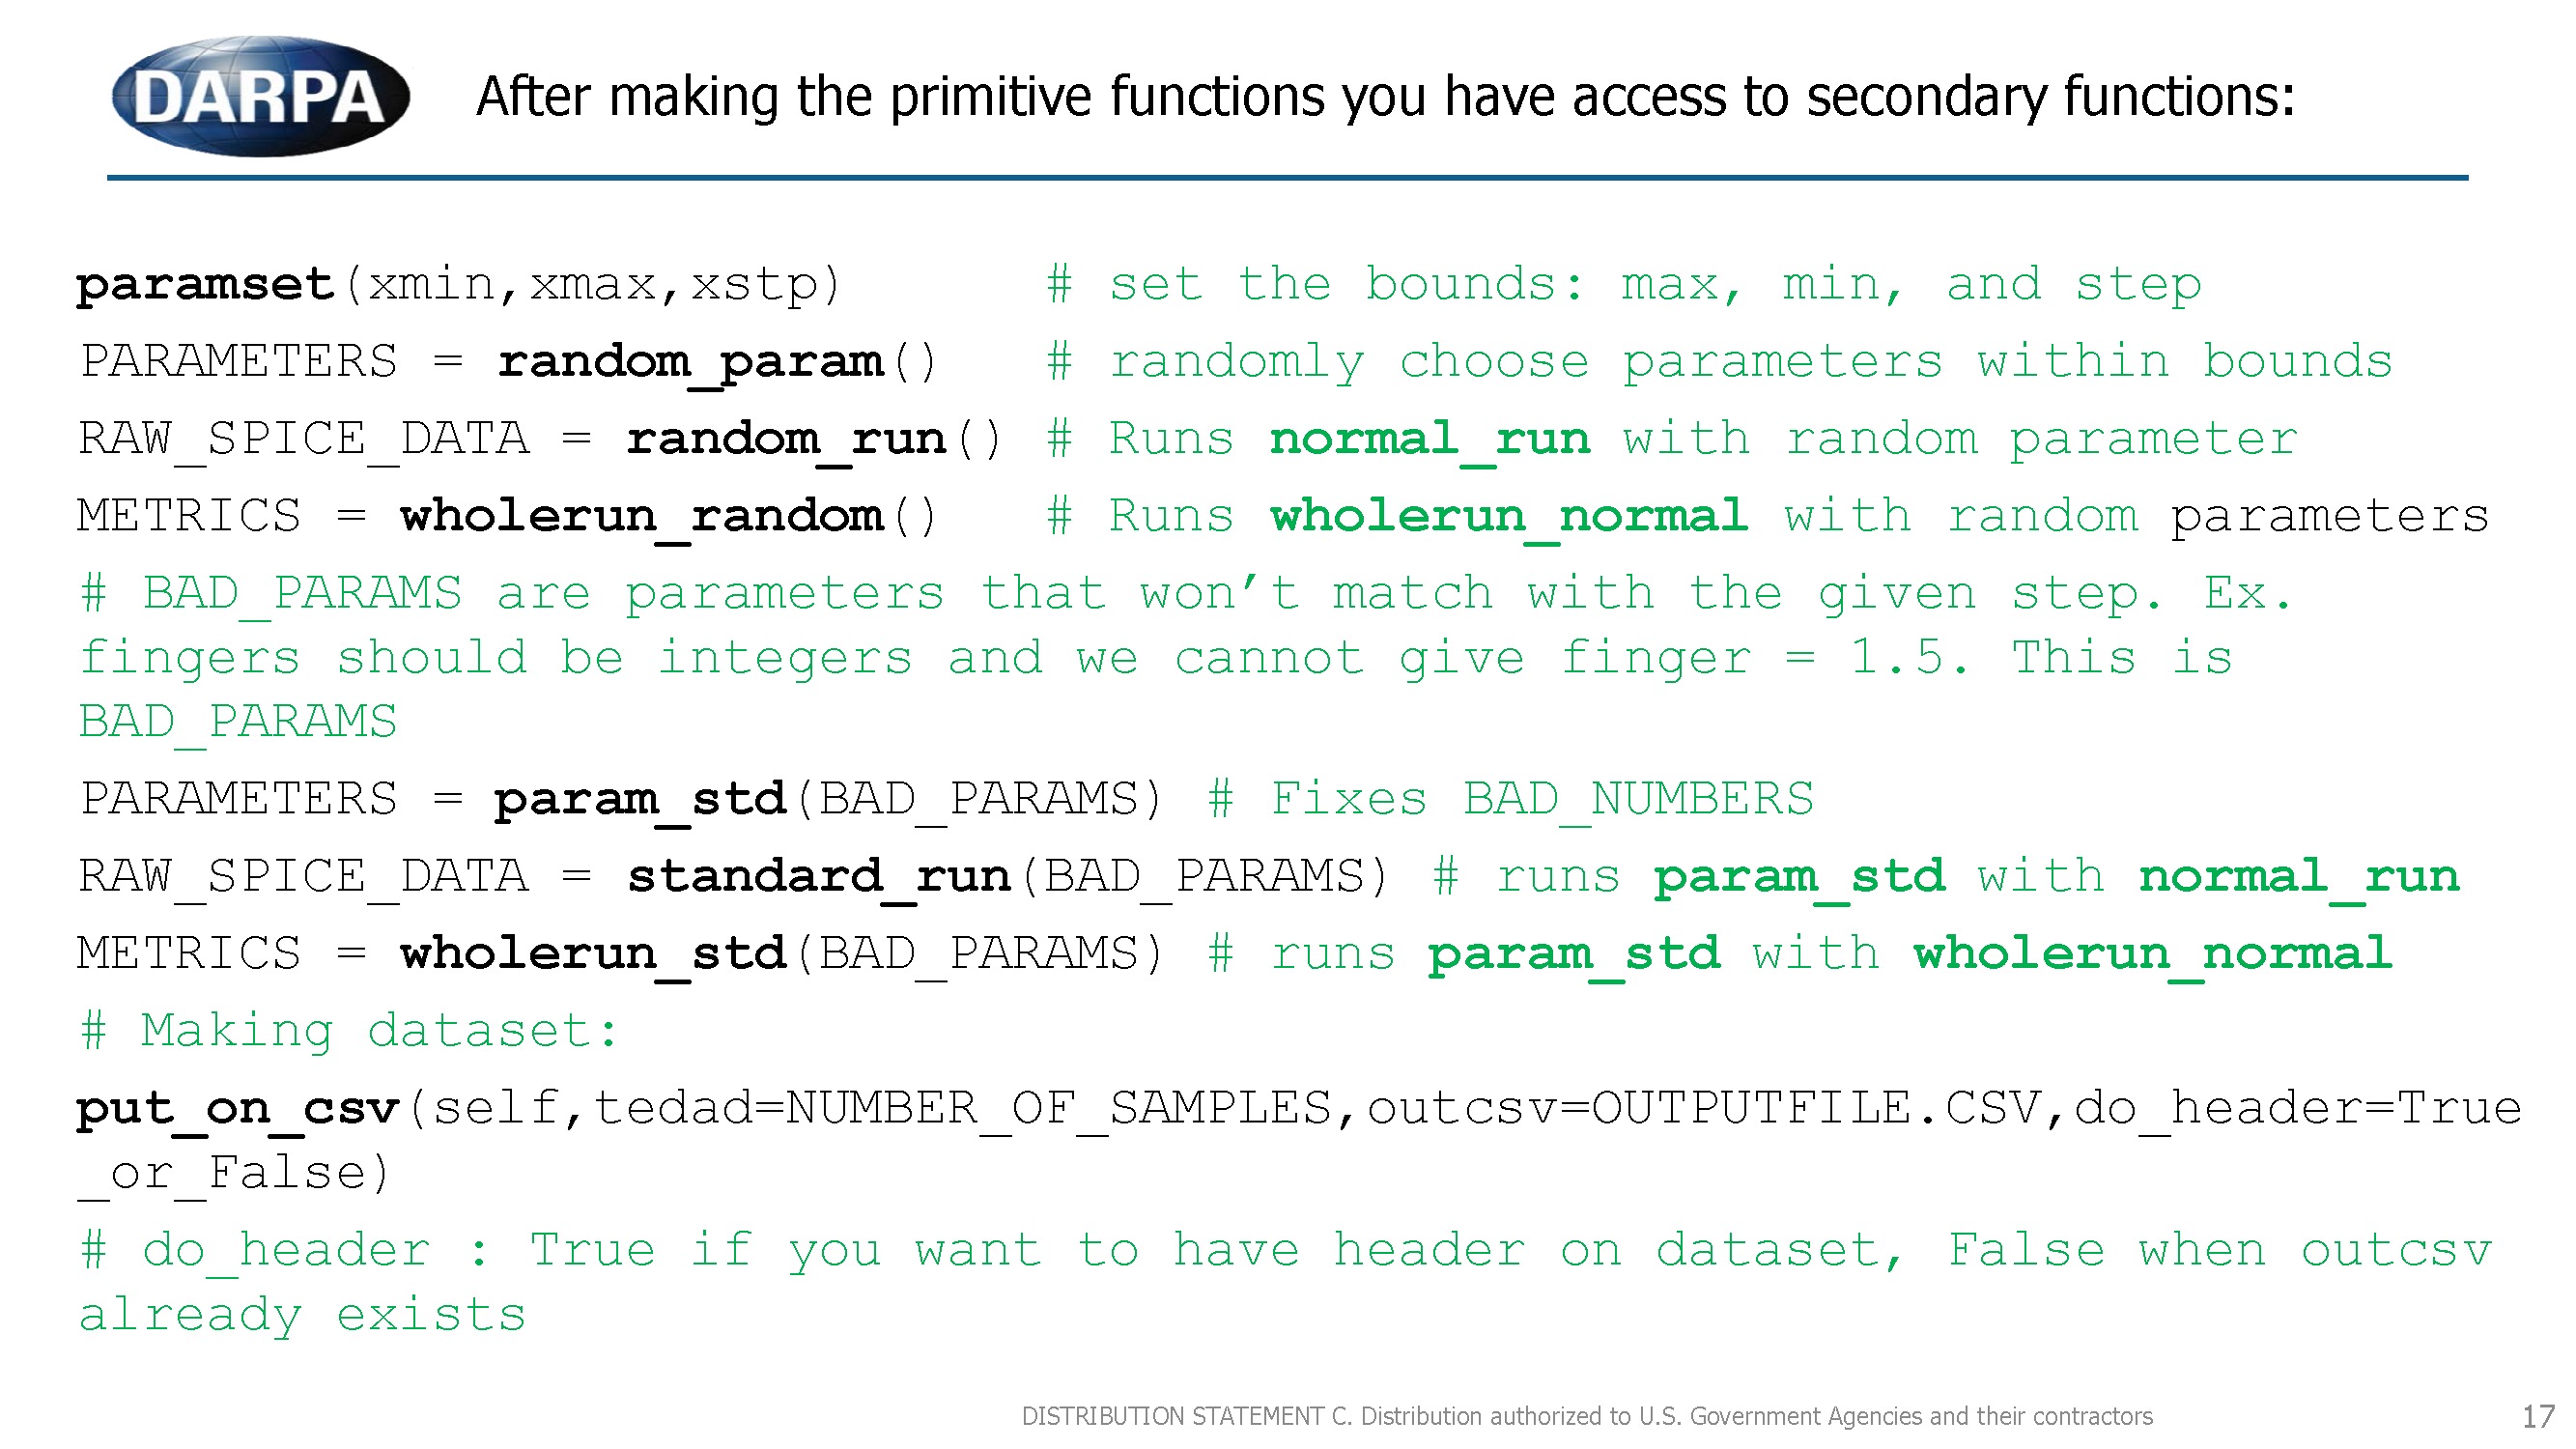 DARPA
After making the primitive functions you have access to secondary functions:
paramset(xmin,xmax,xstp) # set the bounds: max, min, and step
PARAMETERS = random_param() # randomly choose parameters within bounds
RAW_SPICE_DATA = random_run() # Runs normal_run with random parameter
METRICS = wholerun_random() # Runs wholerun_normal with random parameters
# BAD_PARAMS are parameters that won’t match with the given step. Ex.
fingers should be integers and we cannot give finger = 1.5. This is
BAD_PARAMS
PARAMETERS = param_std(BAD_PARAMS) # Fixes BAD_NUMBERS
RAW_SPICE_DATA = standard_run(BAD_PARAMS) # runs param_std with normal_run
METRICS = wholerun_std(BAD_PARAMS) # runs param_std with wholerun_normal
# Making dataset:
put_on_csv(self,tedad=NUMBER_OF_SAMPLES,outcsv=OUTPUTFILE.CSV,do_header=True
_or_False)
# do_header : True if you want to have header on dataset, False when outcsv
already exists
DISTRIBUTION STATEMENT C. Distribution authorized to U.S. Government Agencies and their contractors
17